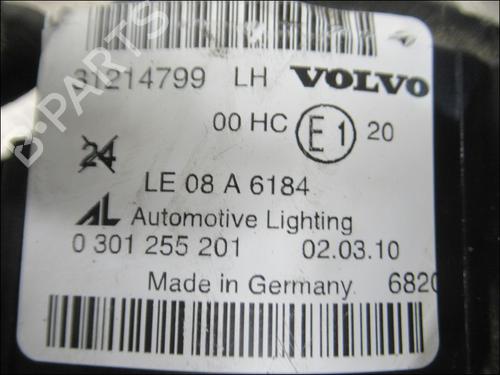 31214799 LH VOLVO
00 HC E1 20
24
LE 08 A 6184
AL Automotive Lighting
0 301 255 201 02.03.10
Made in Germany 6820
B-PARTS